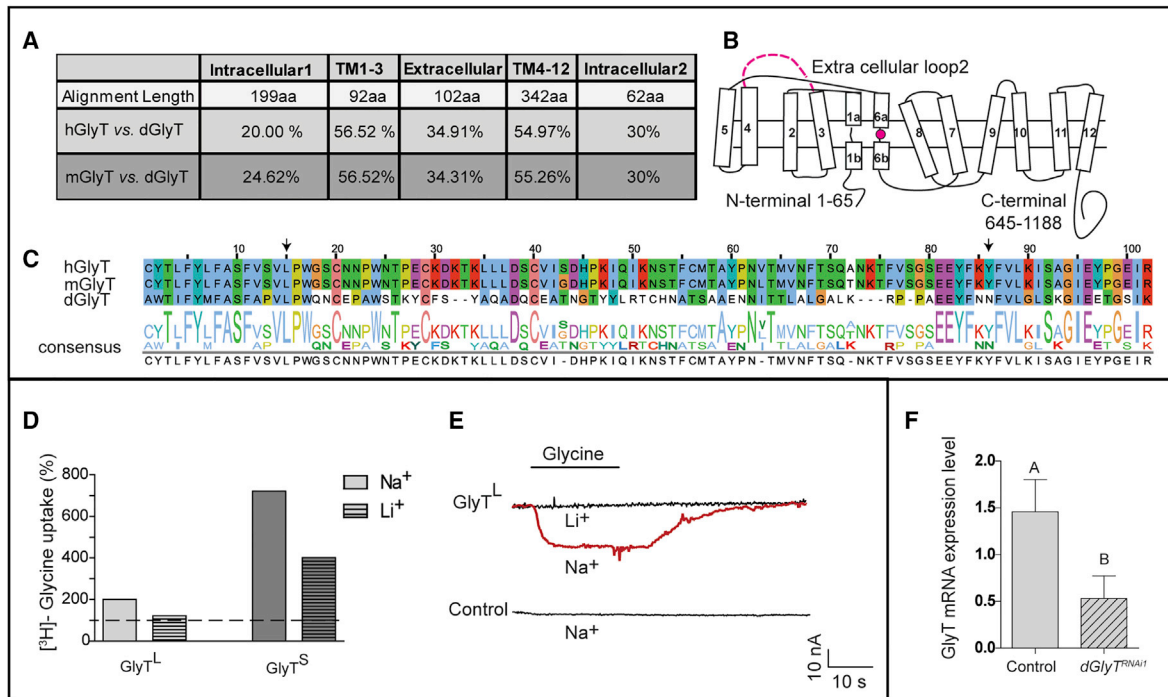 A
Intracellular1 TM1-3 Extracellular TM4-12 Intracellular2
Alignment Length 199aa 92aa 102aa 342aa 62aa
hGlyT vs. dGlyT 20.00 % 56.52 % 34.91% 54.97% 30%
mGlyT vs. dGlyT 24.62% 56.52% 34.31% 55.26% 30%
B
Extra cellular loop2
5 4 2 3 1a 6a 8 7 9 10 11 12
1b 6b
N-terminal 1-65
C-terminal
645-1188
C
10 20 30 40 50 60 70 80 90 100
hGlyT CYTLFYLFASFVSVLPWGSCNNPWNTPECKDKTKLLLDSCVISDHPKIQIKNSTFCMTAYPNVTMVNFTSQANKTFVSGSEEYFKYFVLKISAGIEYPGEIR
mGlyT CYTLFYLFASFVSVLPWGSCNNPWNTPECKDKTKLLLDSCVIGDHPKIQIKNSTFCMTAYPNLTMVNFTSQTNKTFVSGSEEYFKYFVLKISAGIEYPGEIR
dGlyT AWTIFYMFASFAPVLPWQNCEPAWSTKYCFS--YAQADQCEATNGTYYLRTCHNATSAAENNITTLALGALK---RP-PAEEYFNNFVLGLSKGIEETGSIK
consensus
CYTLFYLFASFVSVLPWGSCNNPWNTPECKDKTKLLLDSCVI-DHPKIQIKNSTFCMTAYPN-TMVNFTSQ-NKTFVSGSEEYFKYFVLKISAGIEYPGEIR
D
[³H]- Glycine uptake (%)
800
600
400
200
0
Na⁺
Li⁺
GlyTᴸ GlyTˢ
E
Glycine
GlyTᴸ
Li⁺
Na⁺
Control
Na⁺
10 nA
10 s
F
GlyT mRNA expression level
2.0
1.5
1.0
0.5
0.0
A
B
Control dGlyTᴿᴺᴬⁱ¹